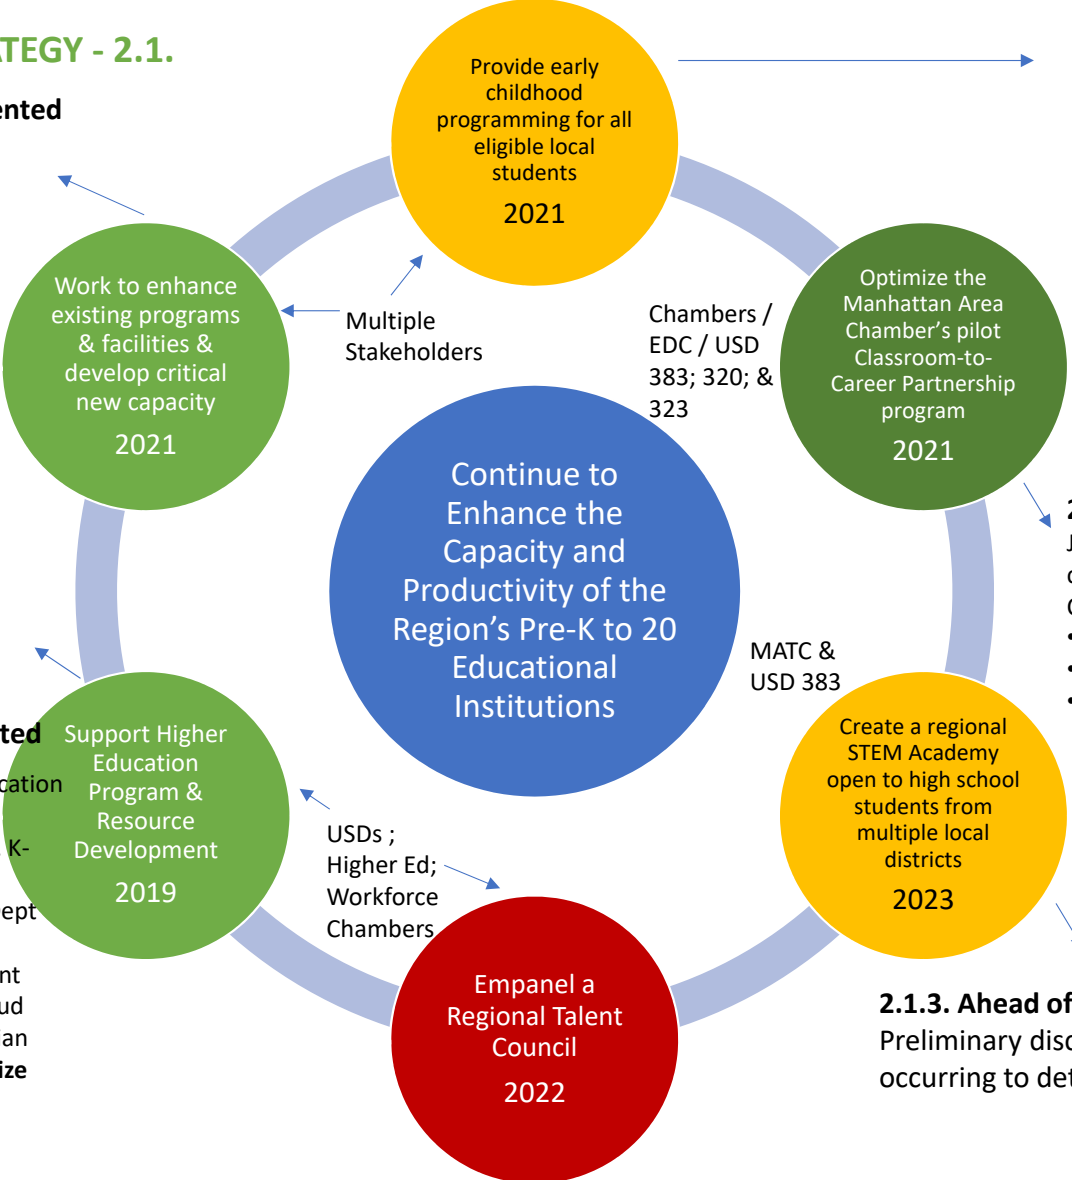 ATEGY - 2.1.
Provide early
childhood
programming for all
eligible local
students
2021
ented
Work to enhance
existing programs
& facilities &
develop critical
new capacity
2021
Multiple
Stakeholders
Chambers /
EDC / USD
383; 320; &
323
Optimize the
Manhattan Area
Chamber’s pilot
Classroom-to-
Career Partnership
program
2021
Continue to
Enhance the
Capacity and
Productivity of the
Region’s Pre-K to 20
Educational
Institutions
MATC &
USD 383
Create a regional
STEM Academy
open to high school
students from
multiple local
districts
2023
ted
cation
K-
ept
nt
ud
ian
ize
Support Higher
Education
Program &
Resource
Development
2019
USDs ;
Higher Ed;
Workforce
Chambers
Empanel a
Regional Talent
Council
2022
2.1.3. Ahead of
Preliminary disc
occurring to det